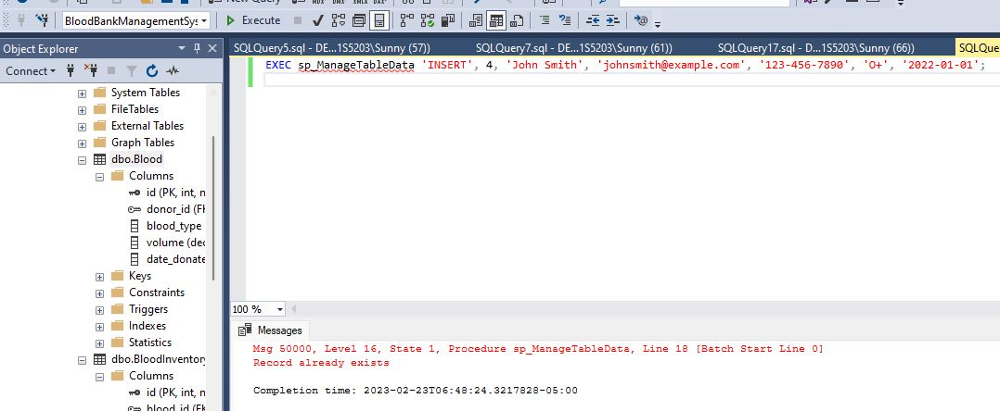 New Query
BloodBankManagementSys
Execute
Object Explorer
SQLQuery5.sql - DE...1S5203\Sunny (57))
SQLQuery7.sql - DE...1S5203\Sunny (61))
SQLQuery17.sql - D...1S5203\Sunny (66))
SQLQue
Connect
EXEC sp_ManageTableData 'INSERT', 4, 'John Smith', 'johnsmith@example.com', '123-456-7890', 'O+', '2022-01-01';
System Tables
FileTables
External Tables
Graph Tables
dbo.Blood
Columns
id (PK, int, n
donor_id (Fl
blood_type
volume (dec
date_donate
Keys
Constraints
Triggers
Indexes
Statistics
dbo.BloodInventory
Columns
id (PK, int, n
blood_id (FK
100 %
Messages
Msg 50000, Level 16, State 1, Procedure sp_ManageTableData, Line 18 [Batch Start Line 0]
Record already exists
Completion time: 2023-02-23T06:48:24.3217828-05:00